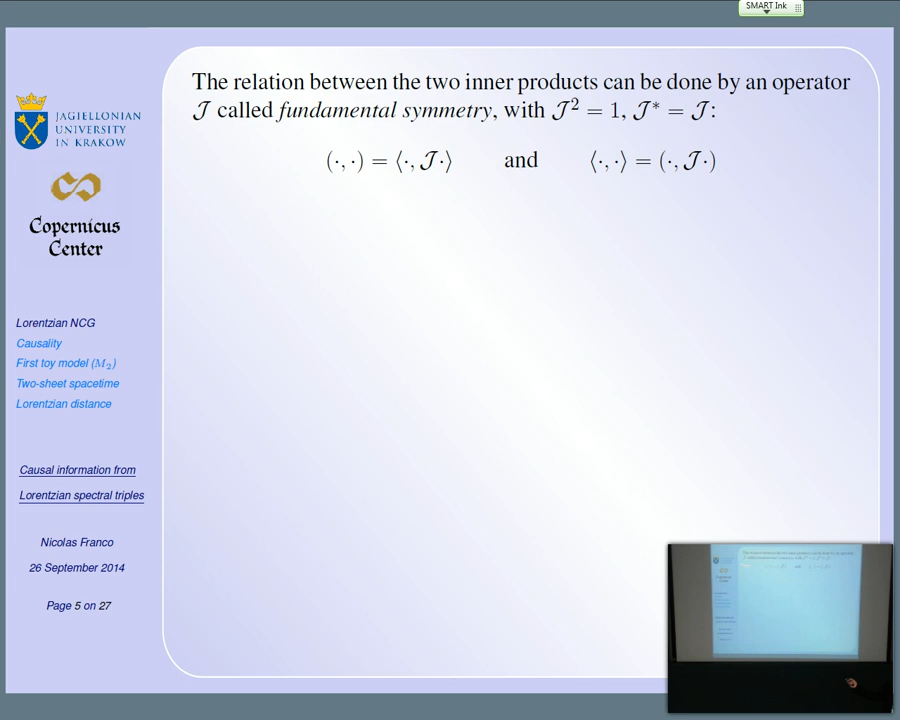 SMART Ink
The relation between the two inner products can be done by an operator
𝒥 called fundamental symmetry, with 𝒥² = 1, 𝒥* = 𝒥:
(·, ·) = ⟨·, 𝒥·⟩ and ⟨·, ·⟩ = (·, 𝒥·)
JAGIELLONIAN
UNIVERSITY
IN KRAKOW
Copernicus
Center
Lorentzian NCG
Causality
First toy model (M₂)
Two-sheet spacetime
Lorentzian distance
Causal information from
Lorentzian spectral triples
Nicolas Franco
26 September 2014
Page 5 on 27